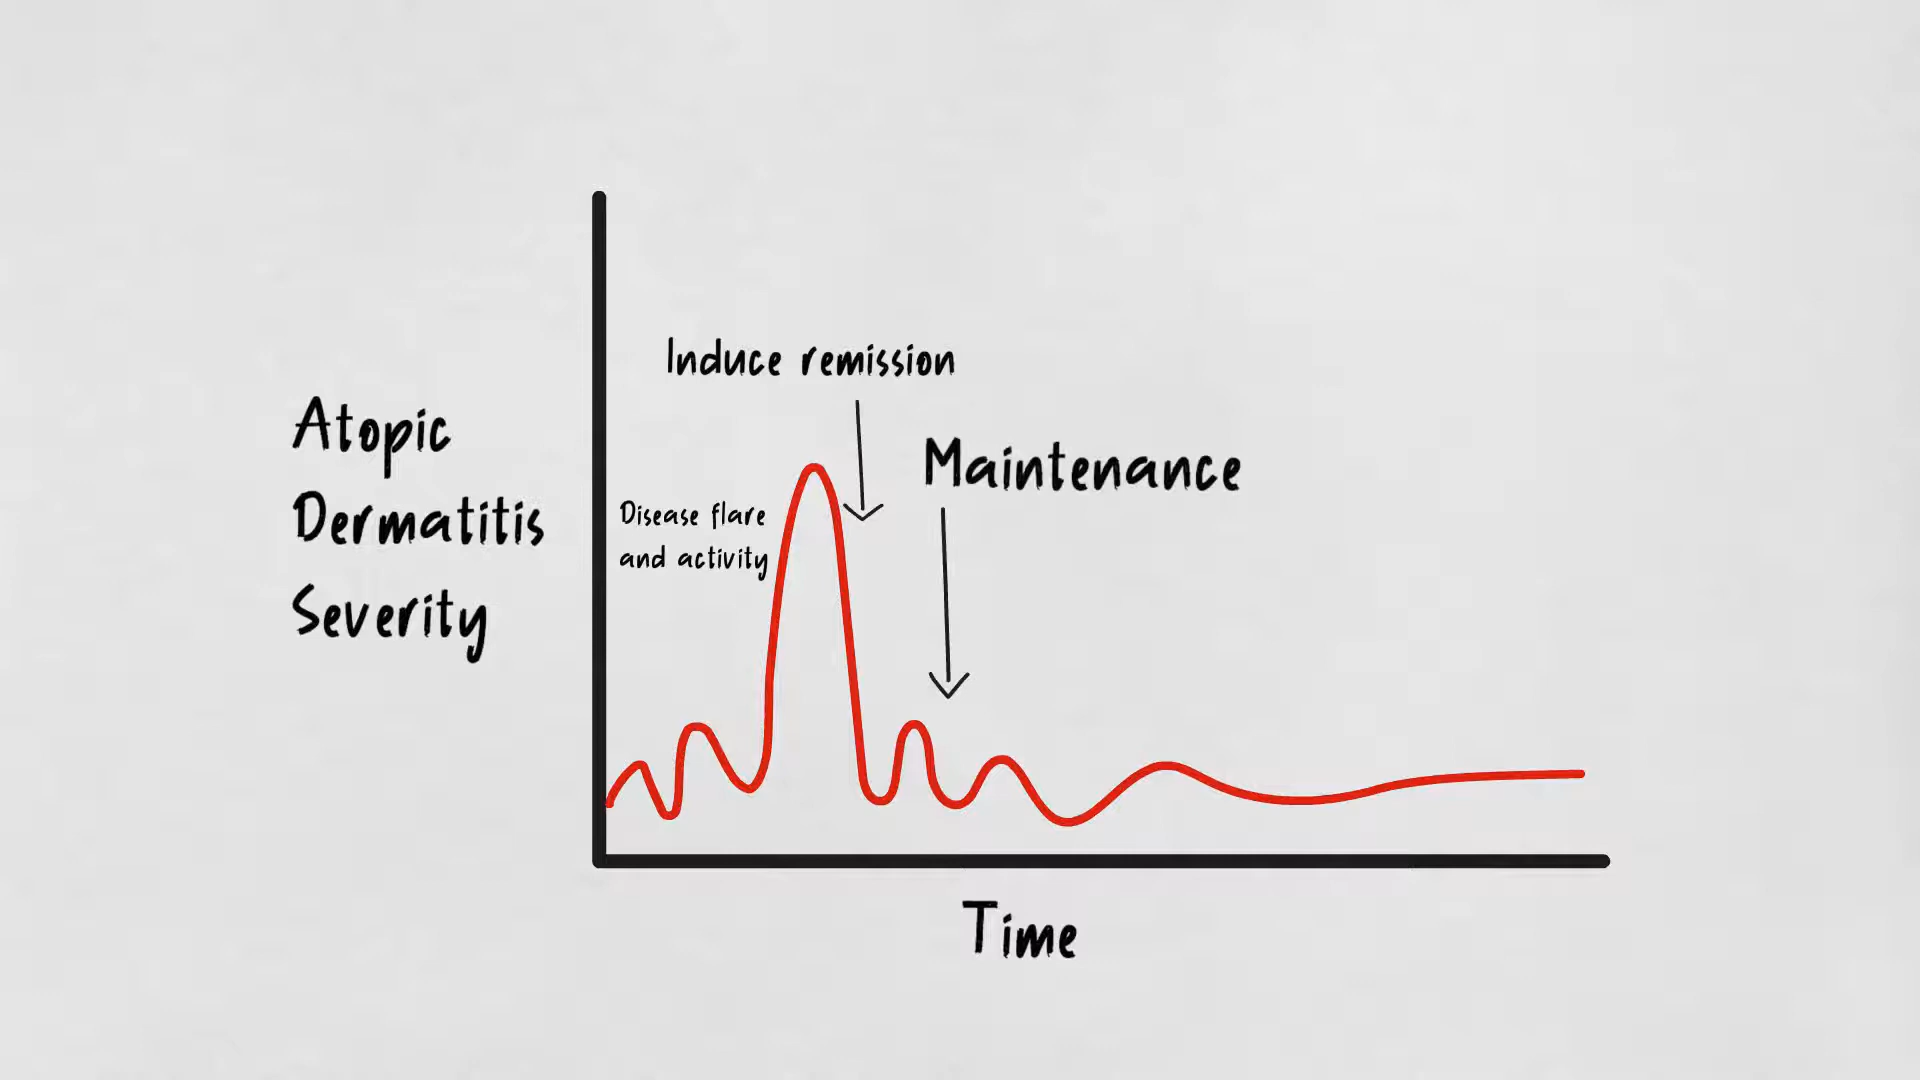 Induce remission
Maintenance
Disease flare
and activity
Atopic
Dermatitis
Severity
Time